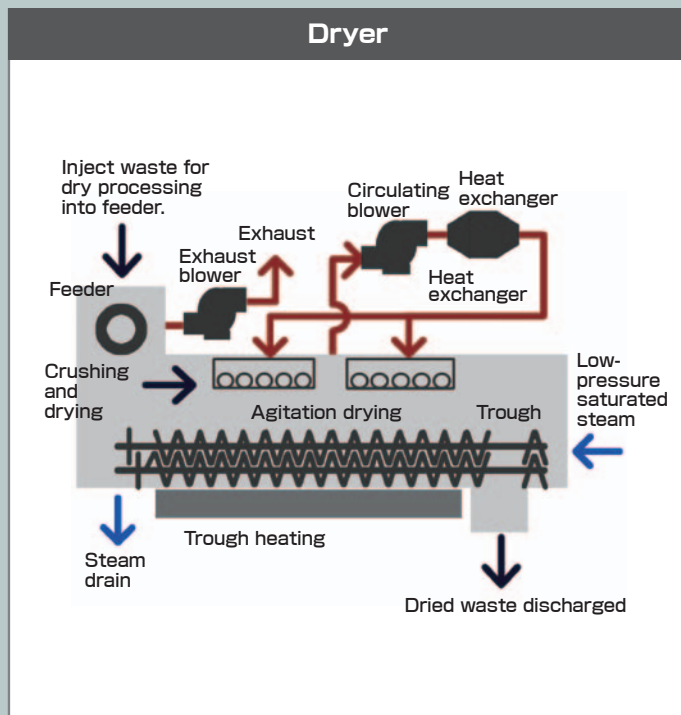 Dryer
Inject waste for
dry processing
into feeder.
Circulating
blower
Heat
exchanger
Exhaust
Exhaust
blower
Heat
exchanger
Feeder
Crushing
and
drying
Agitation drying
Trough
Low-
pressure
saturated
steam
Trough heating
Steam
drain
Dried waste discharged